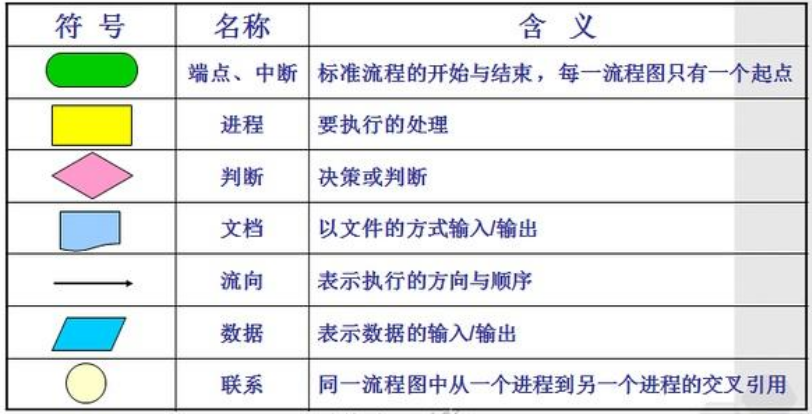 符 号 名称 含 义
端点、中断 标准流程的开始与结束，每一流程图只有一个起点
进程 要执行的处理
判断 决策或判断
文档 以文件的方式输入/输出
流向 表示执行的方向与顺序
数据 表示数据的输入/输出
联系 同一流程图中从一个进程到另一个进程的交叉引用